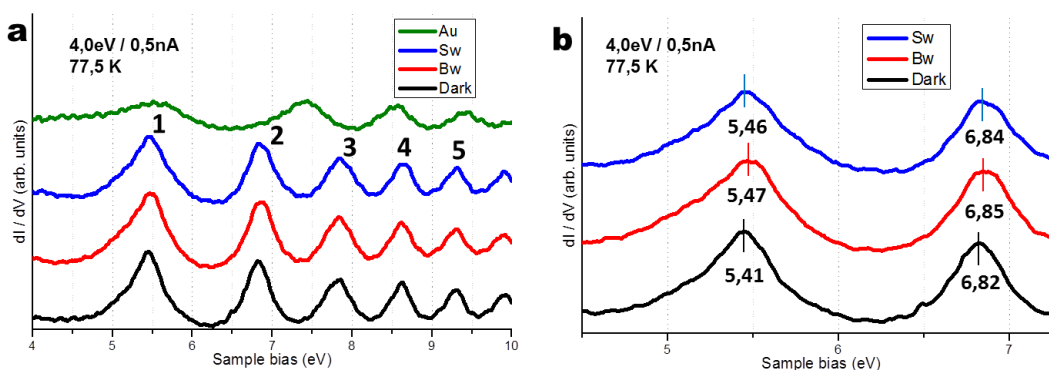 a
4,0eV / 0,5nA
77,5 K
Au
Sw
Bw
Dark
1
2
3
4
5
dI / dV (arb. units)
4
5
6
7
8
9
10
Sample bias (eV)
b
4,0eV / 0,5nA
77,5 K
Sw
Bw
Dark
5,46
6,84
5,47
6,85
5,41
6,82
dI / dV (arb. units)
5
6
7
Sample bias (eV)